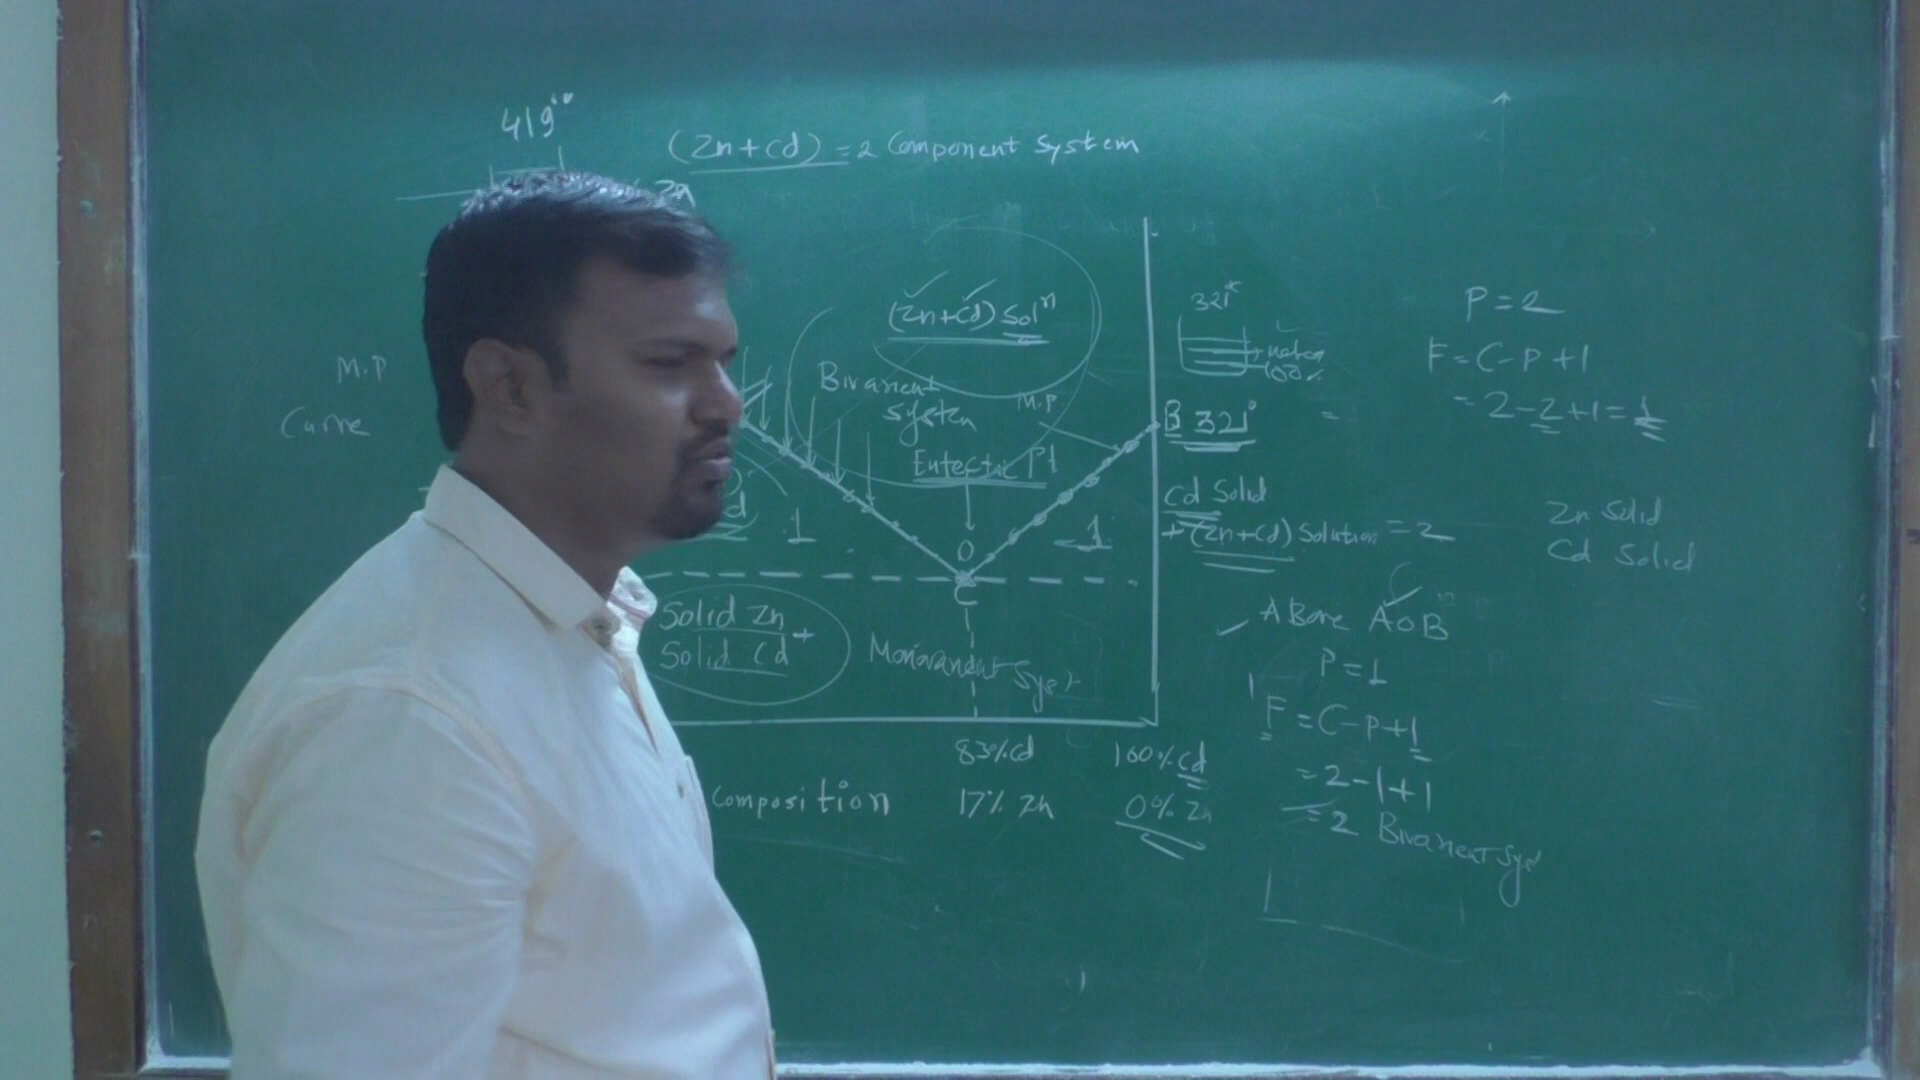 419°
(Zn+Cd) = 2 Component System
Zn
M.P
Curve
(Zn+Cd) Solⁿ
Bivarient
System
M.P.
Eutectic Pt
1
O
C
1
Solid Zn
+
Solid Cd
Monovarient Syst
83% Cd
100% Cd
Composition
17% Zn
0% Zn
321°
100%
B 321°
Cd Solid
+ (Zn+Cd) Solution = 2
Above AOB
P=1
F = C-P+1
= 2-1+1
= 2 Bivarient Syst
P=2
F=C-P+1
= 2-2+1=1
Zn Solid
Cd Solid